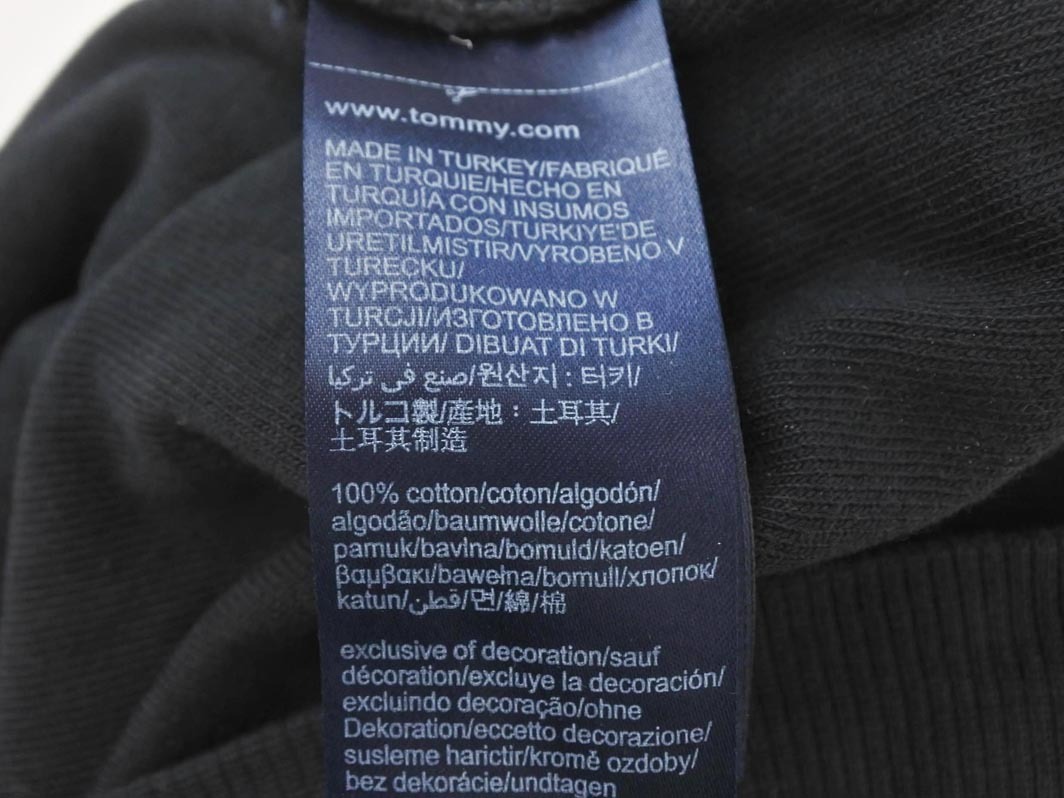 www.tommy.com
MADE IN TURKEY/FABRIQUÉ
EN TURQUIE/HECHO EN
TURQUÍA CON INSUMOS
IMPORTADOS/TURKIYE'DE
URETILMISTIR/VYROBENO V
TURECKU/
WYPRODUKOWANO W
TURCJI/ИЗГОТОВЛЕНО В
ТУРЦИИ/ DIBUAT DI TURKI/
صنع في تركيا/원산지 : 터키/
トルコ製/產地：土耳其/
土耳其制造
100% cotton/coton/algodón/
algodão/baumwolle/cotone/
pamuk/bavlna/bomuld/katoen/
βαμβακι/bawełna/bomull/хлопок/
katun/قطن/면/綿/棉
exclusive of decoration/sauf
décoration/excluye la decoración/
excluindo decoração/ohne
Dekoration/eccetto decorazione/
susleme harictir/kromě ozdoby/
bez dekorácie/undtagen